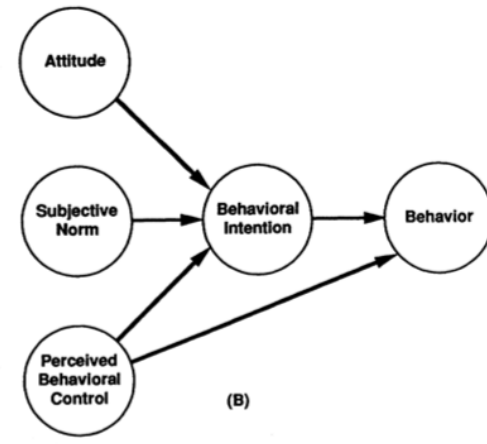 Attitude
Subjective
Norm
Behavioral
Intention
Behavior
Perceived
Behavioral
Control
(B)